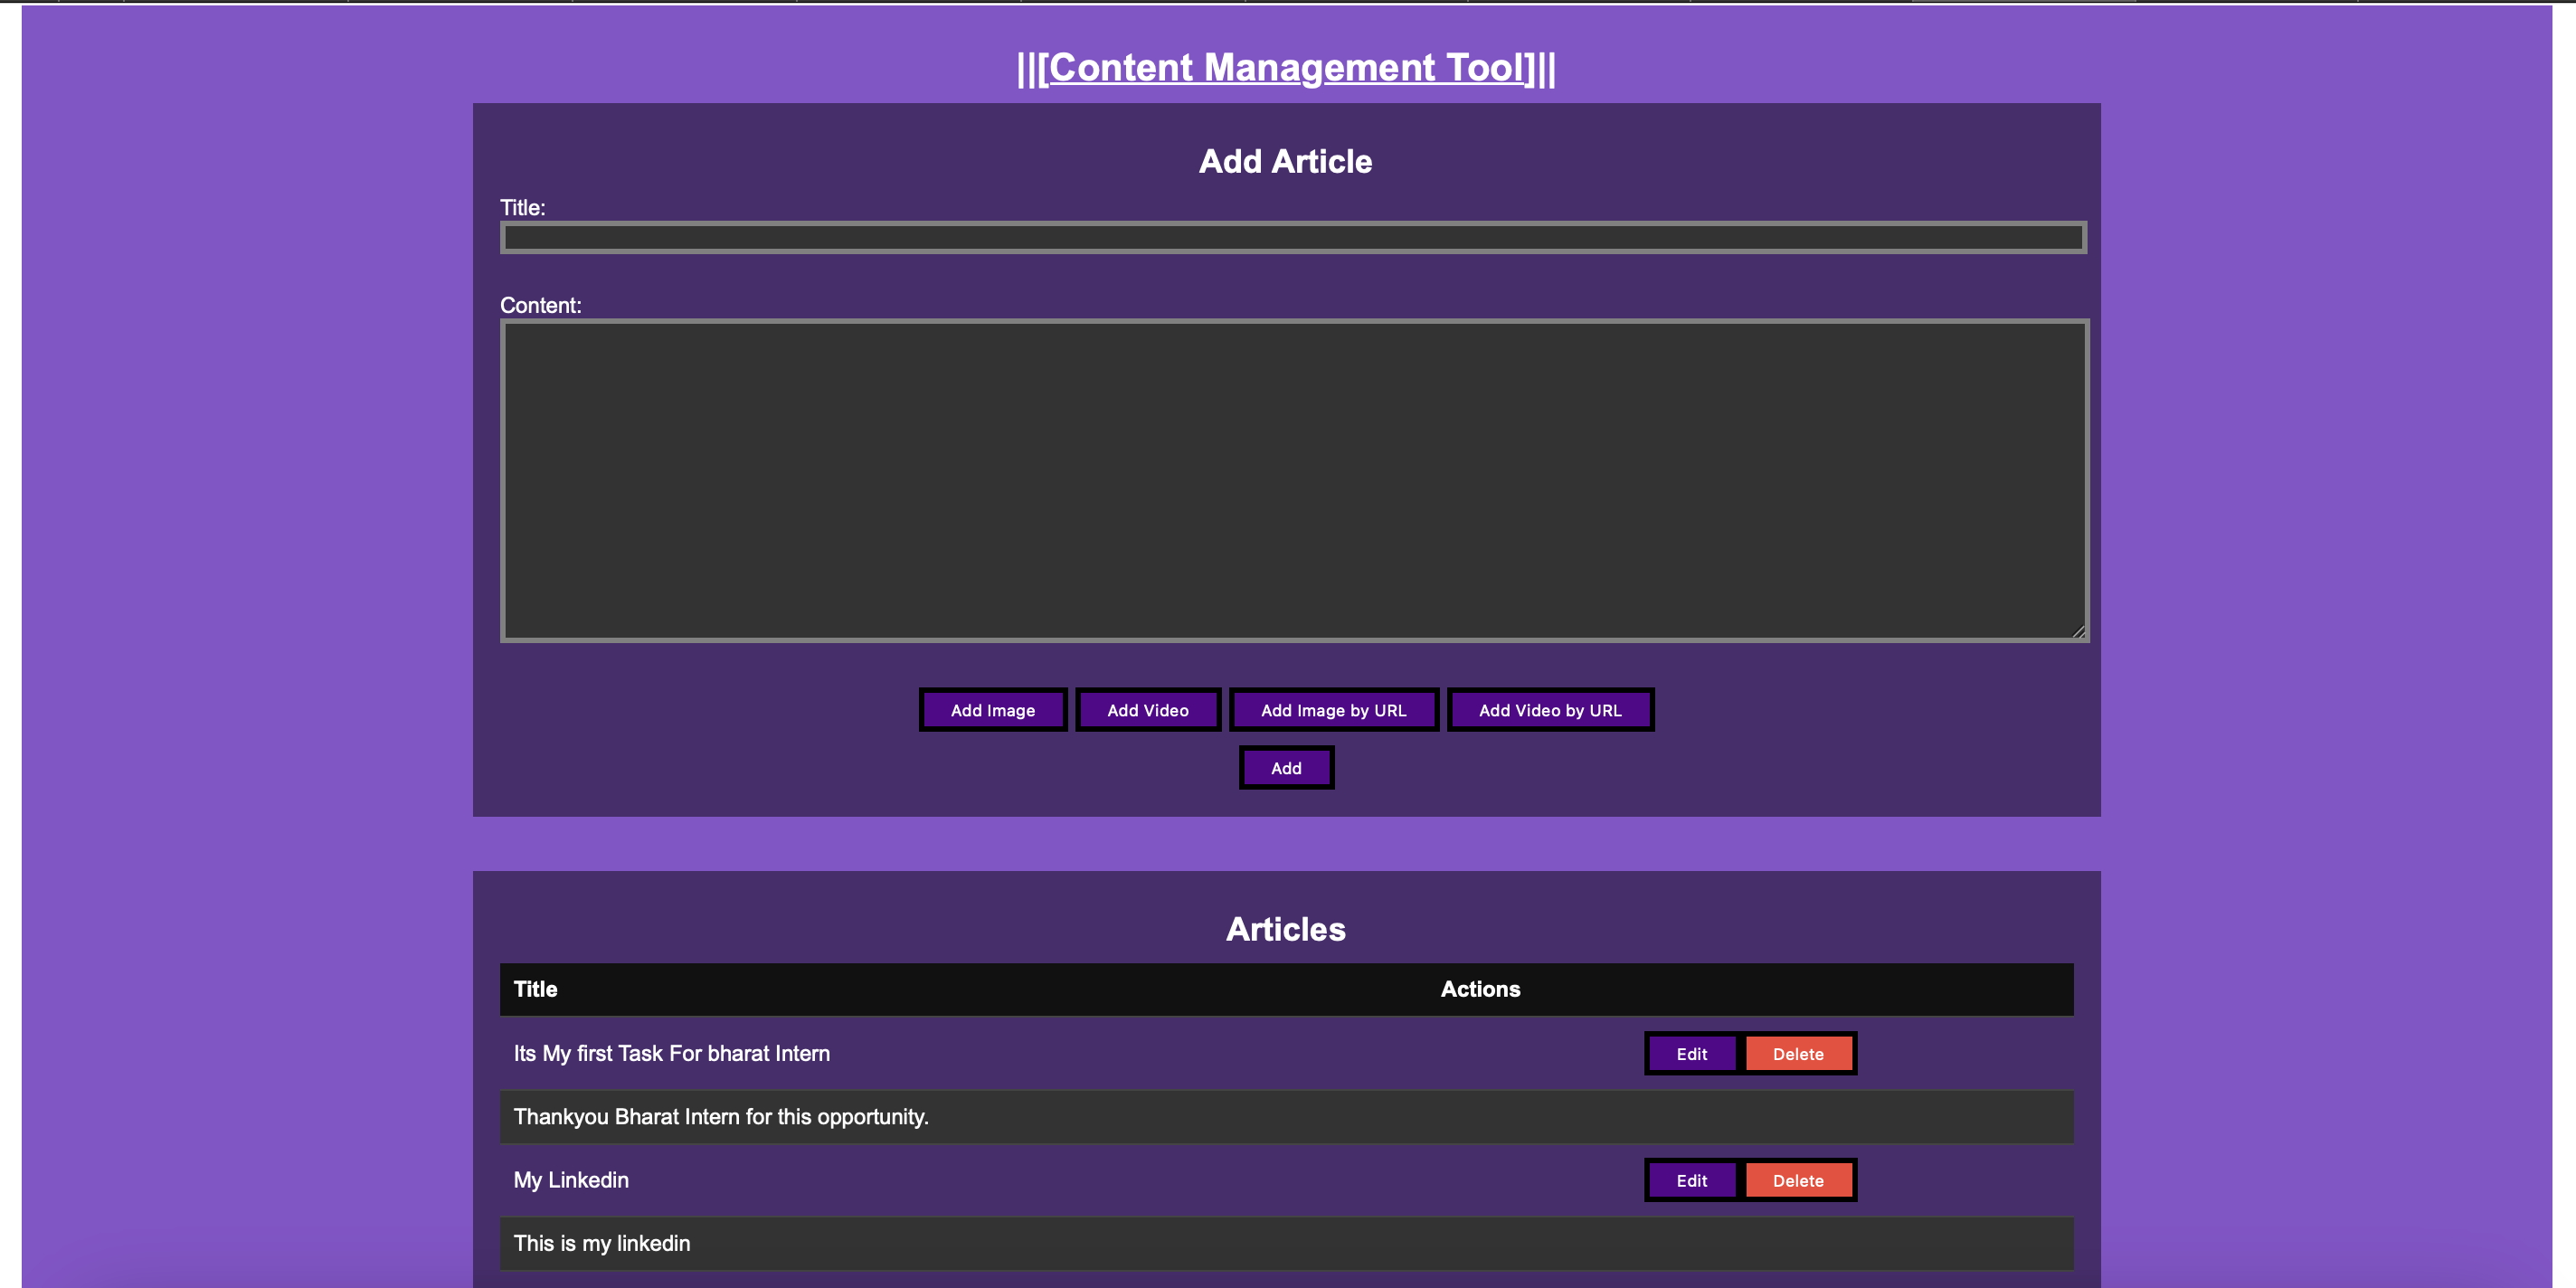 |||[Content Management Tool]|||
Add Article
Title:
Content:
Add Image Add Video Add Image by URL Add Video by URL
Add
Articles
Title Actions
Its My first Task For bharat Intern Edit Delete
Thankyou Bharat Intern for this opportunity.
My Linkedin Edit Delete
This is my linkedin